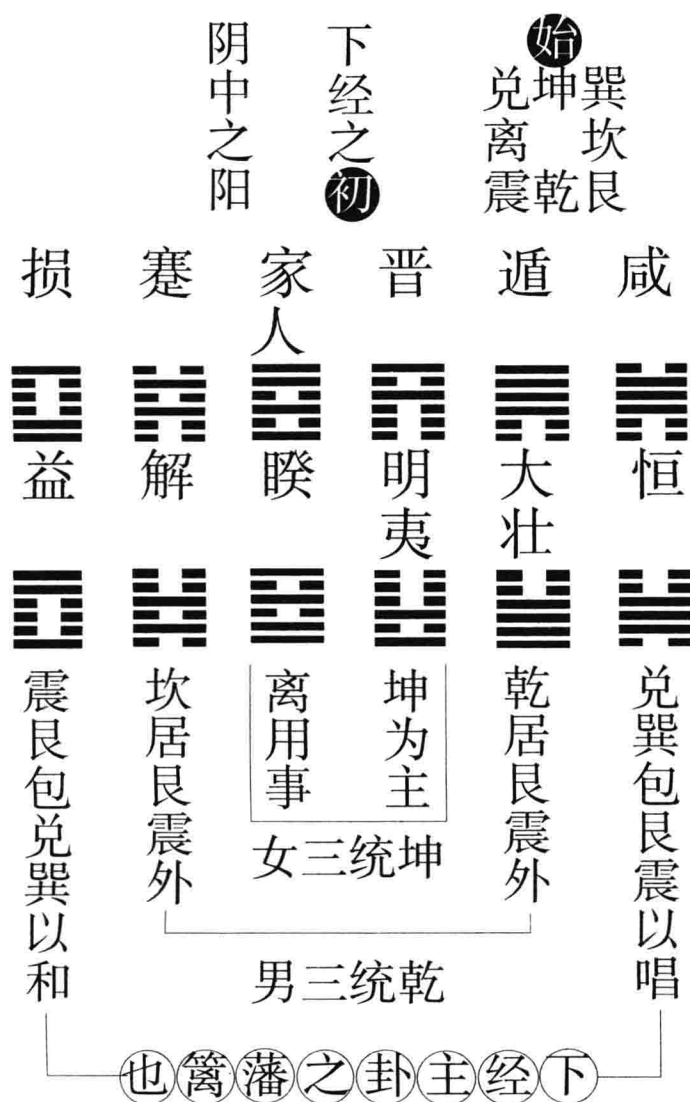 始
兑坤巽
离 坎
震乾艮
下经之初
阴中之阳
咸
遁
晋
家人
蹇
损
恒
大壮
明夷
睽
解
益
兑巽包艮震以唱
乾居艮震外
坤为主
离用事
坎居艮震外
震艮包兑巽以和
坤统三女
乾统三男
下经主卦之藩篱也